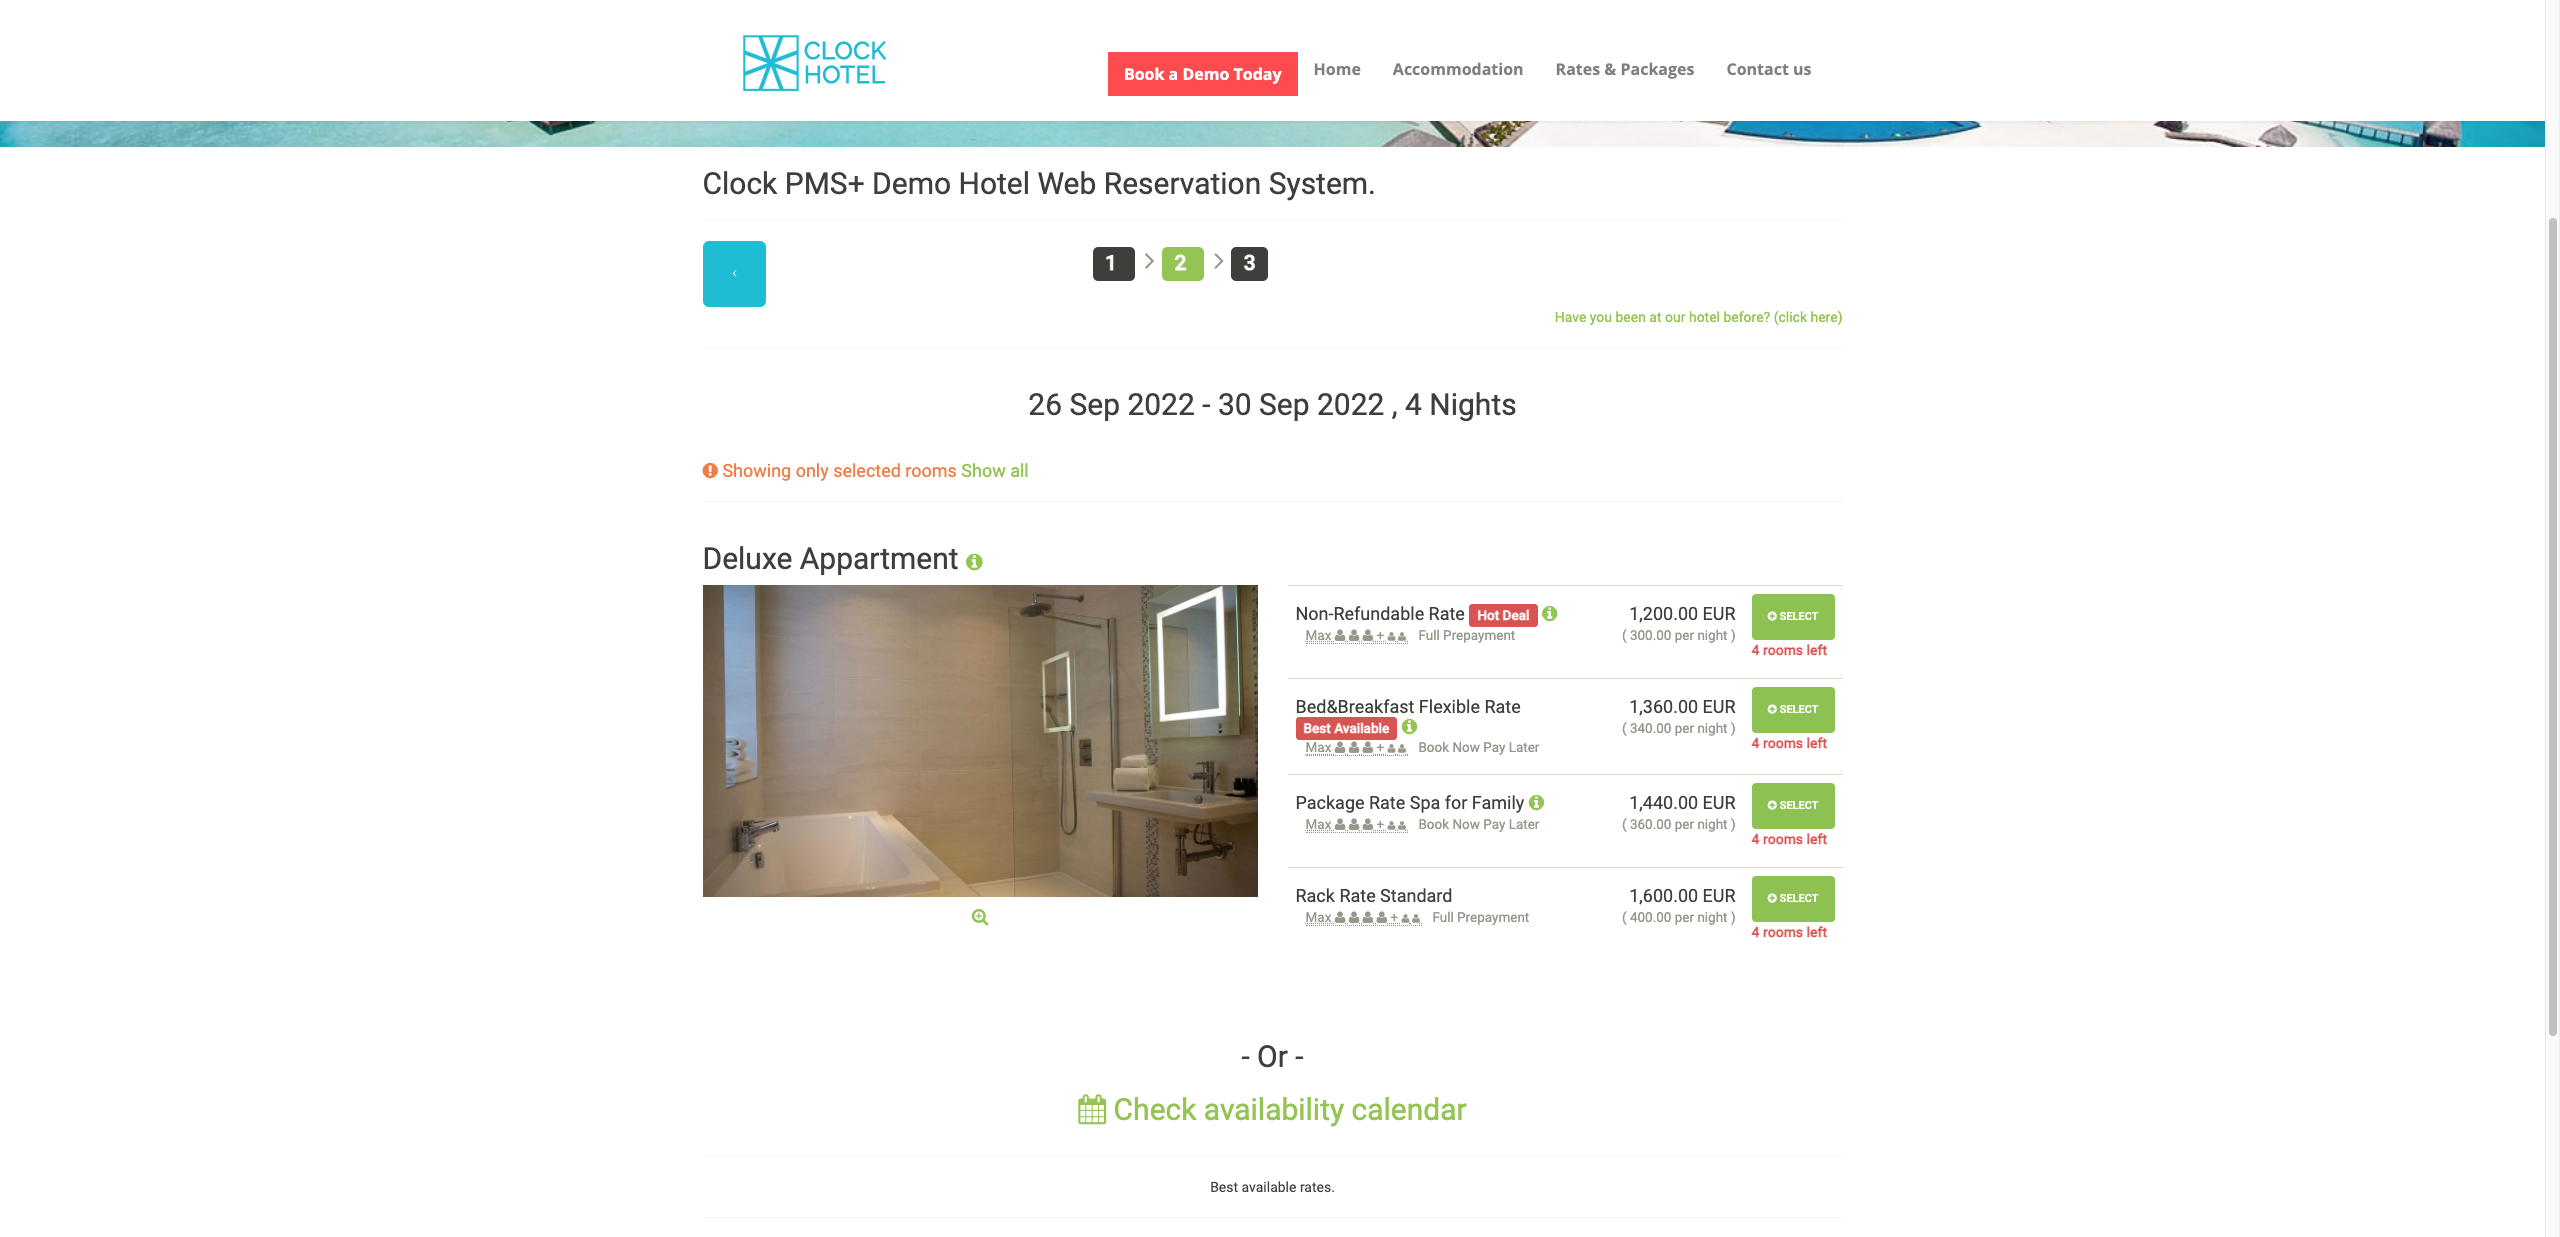 CLOCK
HOTEL
Book a Demo Today
Home
Accommodation
Rates & Packages
Contact us
Clock PMS+ Demo Hotel Web Reservation System.
1 > 2 > 3
Have you been at our hotel before? (click here)
26 Sep 2022 - 30 Sep 2022 , 4 Nights
Showing only selected rooms Show all
Deluxe Appartment
Non-Refundable Rate Hot Deal 1,200.00 EUR SELECT
Max + Full Prepayment ( 300.00 per night )
4 rooms left
Bed&Breakfast Flexible Rate 1,360.00 EUR SELECT
Best Available ( 340.00 per night )
Max + Book Now Pay Later 4 rooms left
Package Rate Spa for Family 1,440.00 EUR SELECT
Max + Book Now Pay Later ( 360.00 per night )
4 rooms left
Rack Rate Standard 1,600.00 EUR SELECT
Max + Full Prepayment ( 400.00 per night )
4 rooms left
- Or -
Check availability calendar
Best available rates.